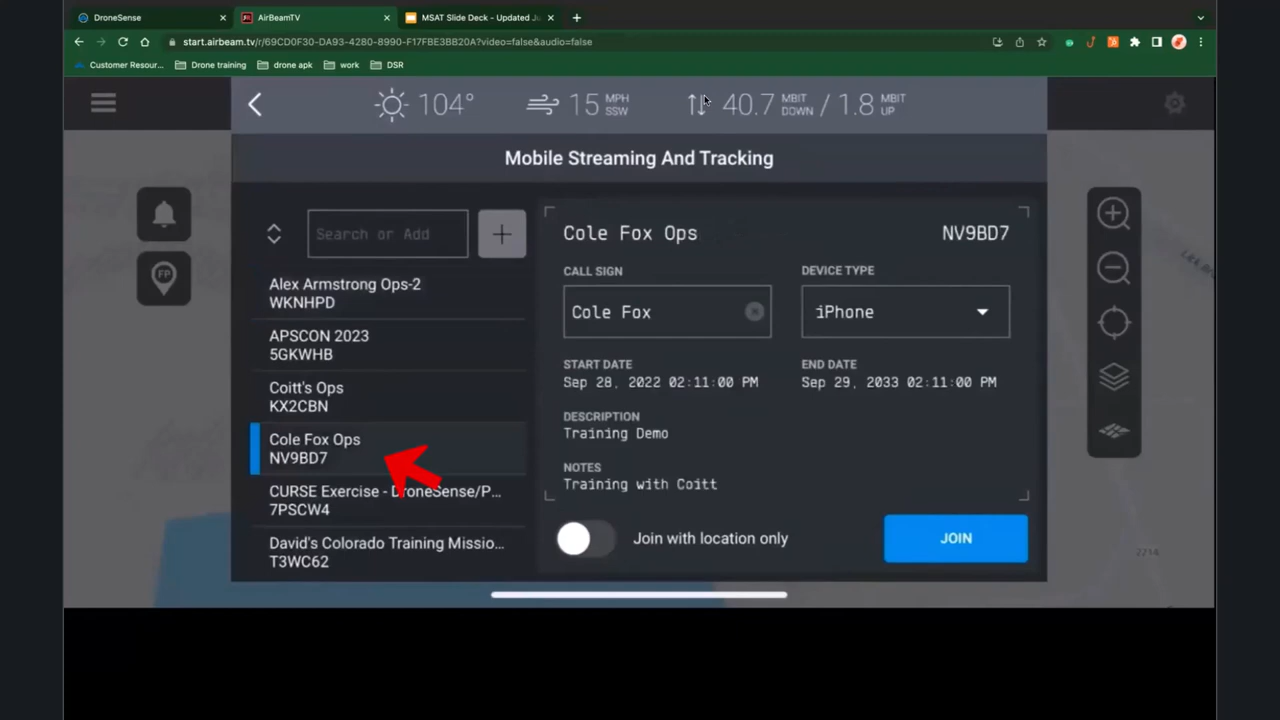 DroneSense
AirBeamTV
MSAT Slide Deck - Updated Ju
start.airbeam.tv/r/69CD0F30-DA93-4280-8990-F17FBE3BB20A?video=false&audio=false
Customer Resour...
Drone training
drone apk
work
DSR
104°
15 MPH SSW
40.7 MBIT DOWN / 1.8 MBIT UP
Mobile Streaming And Tracking
Search or Add
Alex Armstrong Ops-2
WKNHPD
APSCON 2023
5GKWHB
Coitt's Ops
KX2CBN
Cole Fox Ops
NV9BD7
CURSE Exercise - DroneSense/P...
7PSCW4
David's Colorado Training Missio...
T3WC62
Cole Fox Ops
NV9BD7
CALL SIGN
DEVICE TYPE
Cole Fox
iPhone
START DATE
END DATE
Sep 28, 2022 02:11:00 PM
Sep 29, 2033 02:11:00 PM
DESCRIPTION
Training Demo
NOTES
Training with Coitt
Join with location only
JOIN
FP
2214